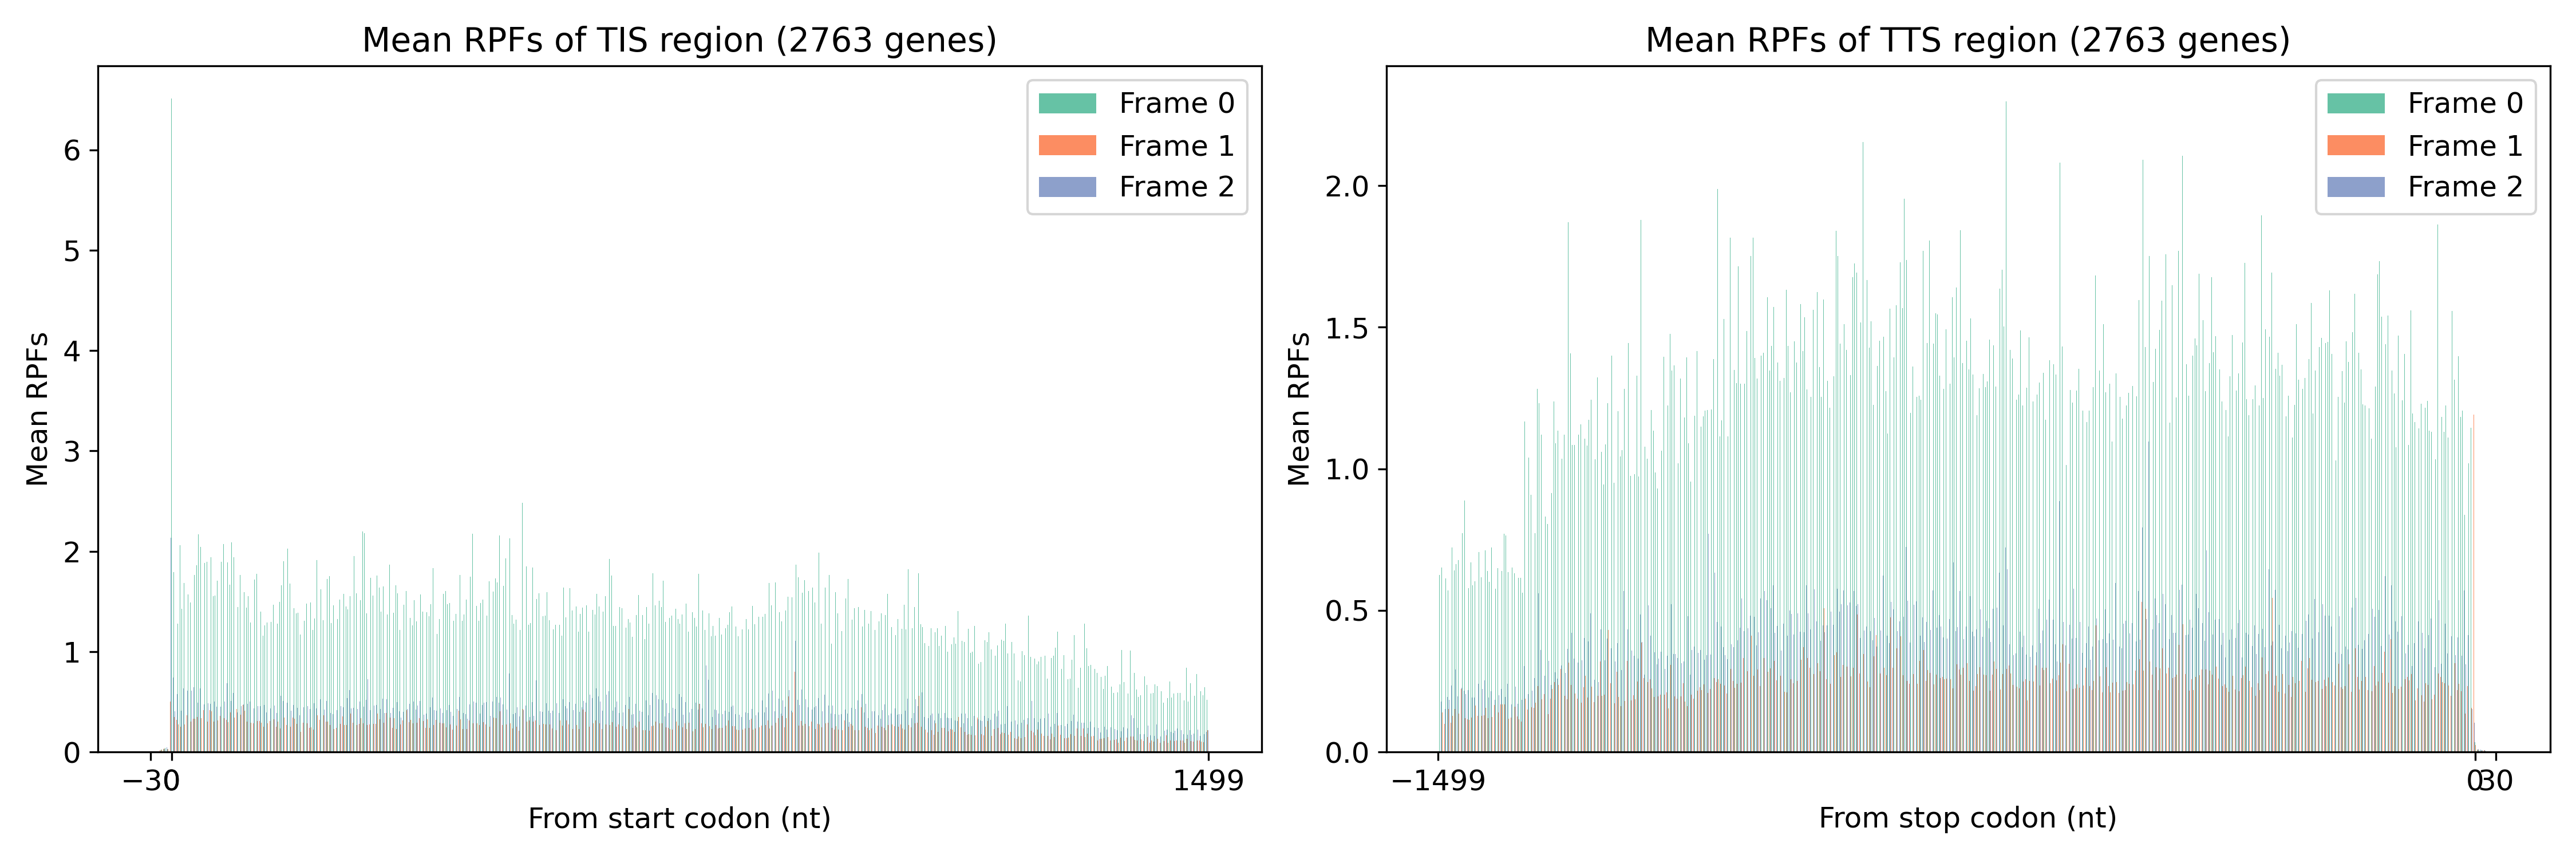 Mean RPFs of TIS region (2763 genes)
Mean RPFs
6
5
4
3
2
1
0
Frame 0
Frame 1
Frame 2
−30
1499
From start codon (nt)
Mean RPFs of TTS region (2763 genes)
Mean RPFs
2.0
1.5
1.0
0.5
0.0
Frame 0
Frame 1
Frame 2
−1499
0
30
From stop codon (nt)